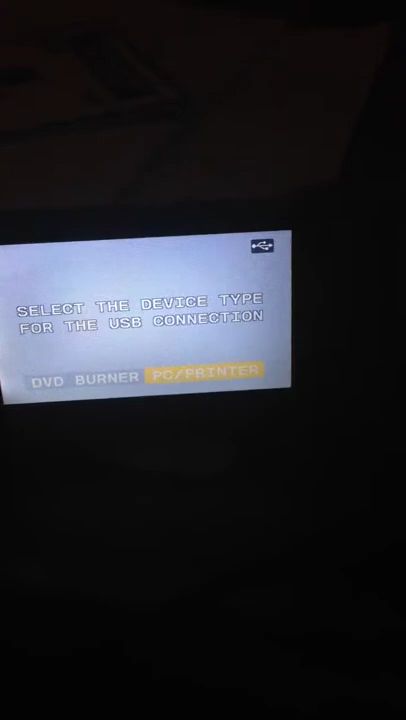 SELECT THE DEVICE TYPE
FOR THE USB CONNECTION
DVD BURNER PC/PRINTER